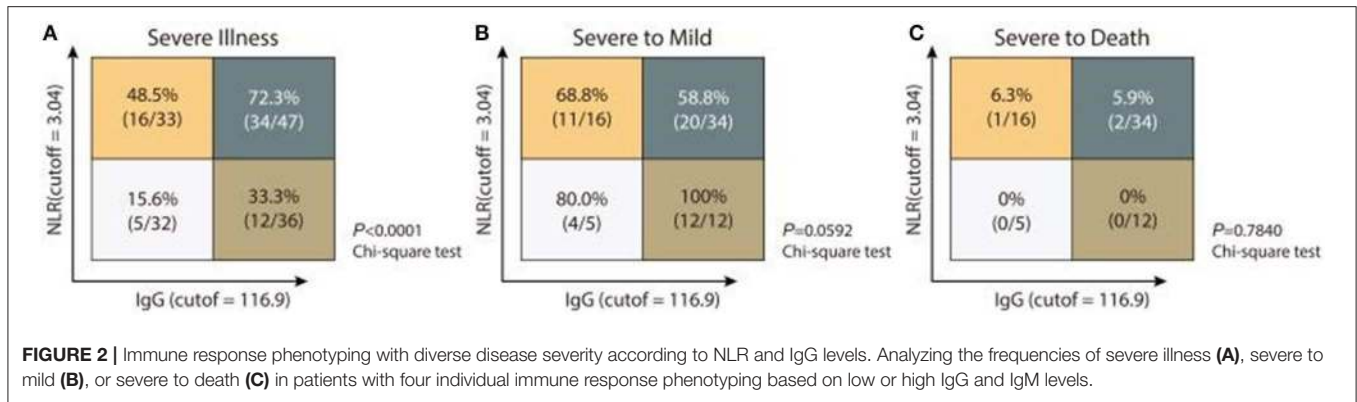 A
Severe Illness
NLR(cutoff = 3.04)
48.5%
(16/33)
72.3%
(34/47)
15.6%
(5/32)
33.3%
(12/36)
P<0.0001
Chi-square test
IgG (cutof = 116.9)
B
Severe to Mild
NLR(cutoff = 3.04)
68.8%
(11/16)
58.8%
(20/34)
80.0%
(4/5)
100%
(12/12)
P=0.0592
Chi-square test
IgG (cutof = 116.9)
C
Severe to Death
NLR(cutoff = 3.04)
6.3%
(1/16)
5.9%
(2/34)
0%
(0/5)
0%
(0/12)
P=0.7840
Chi-square test
IgG (cutof = 116.9)
FIGURE 2 | Immune response phenotyping with diverse disease severity according to NLR and IgG levels. Analyzing the frequencies of severe illness (A), severe to
mild (B), or severe to death (C) in patients with four individual immune response phenotyping based on low or high IgG and IgM levels.